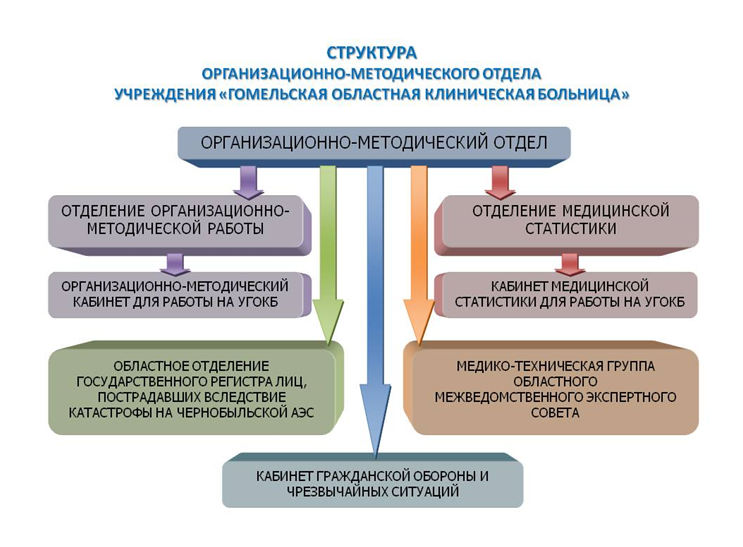 СТРУКТУРА
ОРГАНИЗАЦИОННО-МЕТОДИЧЕСКОГО ОТДЕЛА
УЧРЕЖДЕНИЯ «ГОМЕЛЬСКАЯ ОБЛАСТНАЯ КЛИНИЧЕСКАЯ БОЛЬНИЦА»
ОРГАНИЗАЦИОННО-МЕТОДИЧЕСКИЙ ОТДЕЛ
ОТДЕЛЕНИЕ ОРГАНИЗАЦИОННО-
МЕТОДИЧЕСКОЙ РАБОТЫ
ОТДЕЛЕНИЕ МЕДИЦИНСКОЙ
СТАТИСТИКИ
ОРГАНИЗАЦИОННО-МЕТОДИЧЕСКИЙ
КАБИНЕТ ДЛЯ РАБОТЫ НА УГОКБ
КАБИНЕТ МЕДИЦИНСКОЙ
СТАТИСТИКИ ДЛЯ РАБОТЫ НА УГОКБ
ОБЛАСТНОЕ ОТДЕЛЕНИЕ
ГОСУДАРСТВЕННОГО РЕГИСТРА ЛИЦ,
ПОСТРАДАВШИХ ВСЛЕДСТВИЕ
КАТАСТРОФЫ НА ЧЕРНОБЫЛЬСКОЙ АЭС
МЕДИКО-ТЕХНИЧЕСКАЯ ГРУППА
ОБЛАСТНОГО
МЕЖВЕДОМСТВЕННОГО ЭКСПЕРТНОГО
СОВЕТА
КАБИНЕТ ГРАЖДАНСКОЙ ОБОРОНЫ И
ЧРЕЗВЫЧАЙНЫХ СИТУАЦИЙ